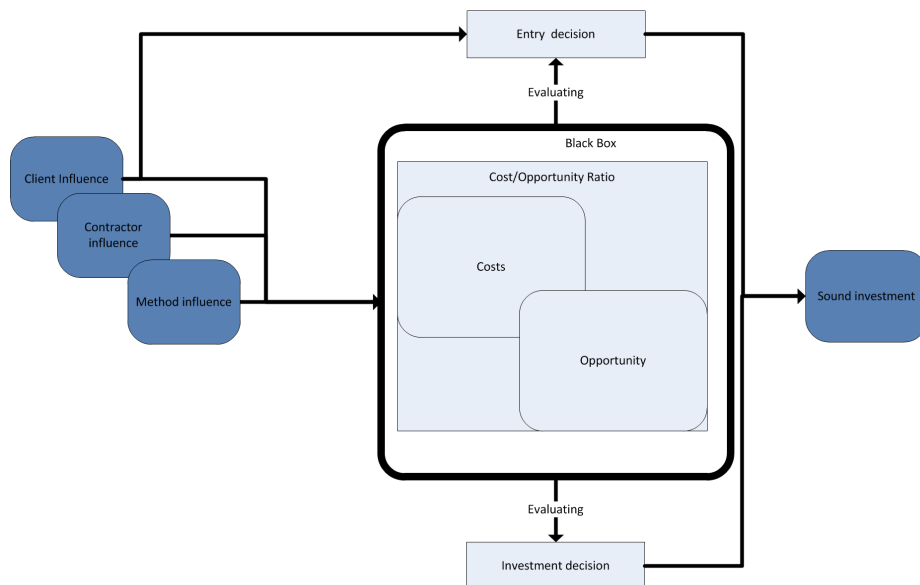 Entry decision
Evaluating
Black Box
Cost/Opportunity Ratio
Client Influence
Contractor
influence
Costs
Method influence
Sound investment
Opportunity
Evaluating
Investment decision